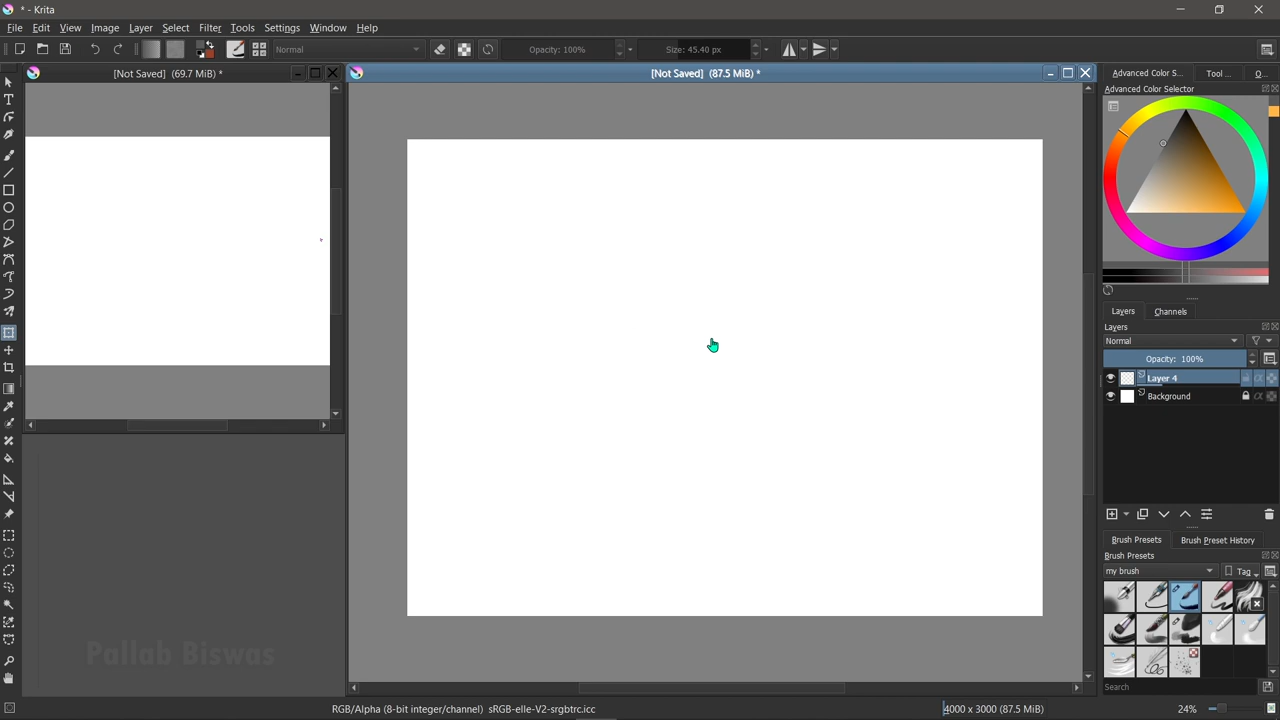 * - Krita
File Edit View Image Layer Select Filter Tools Settings Window Help
Normal Opacity: 100% Size: 45.40 px
[Not Saved] (69.7 MiB) *
[Not Saved] (87.5 MiB) *
Advanced Color S... Tool ... O...
Advanced Color Selector
Layers Channels
Layers
Normal
Opacity: 100%
Layer 4
Background
Brush Presets Brush Preset History
Brush Presets
my brush Tag
Search
Pallab Biswas
RGB/Alpha (8-bit integer/channel) sRGB-elle-V2-srgbtrc.icc 4000 x 3000 (87.5 MiB) 24%